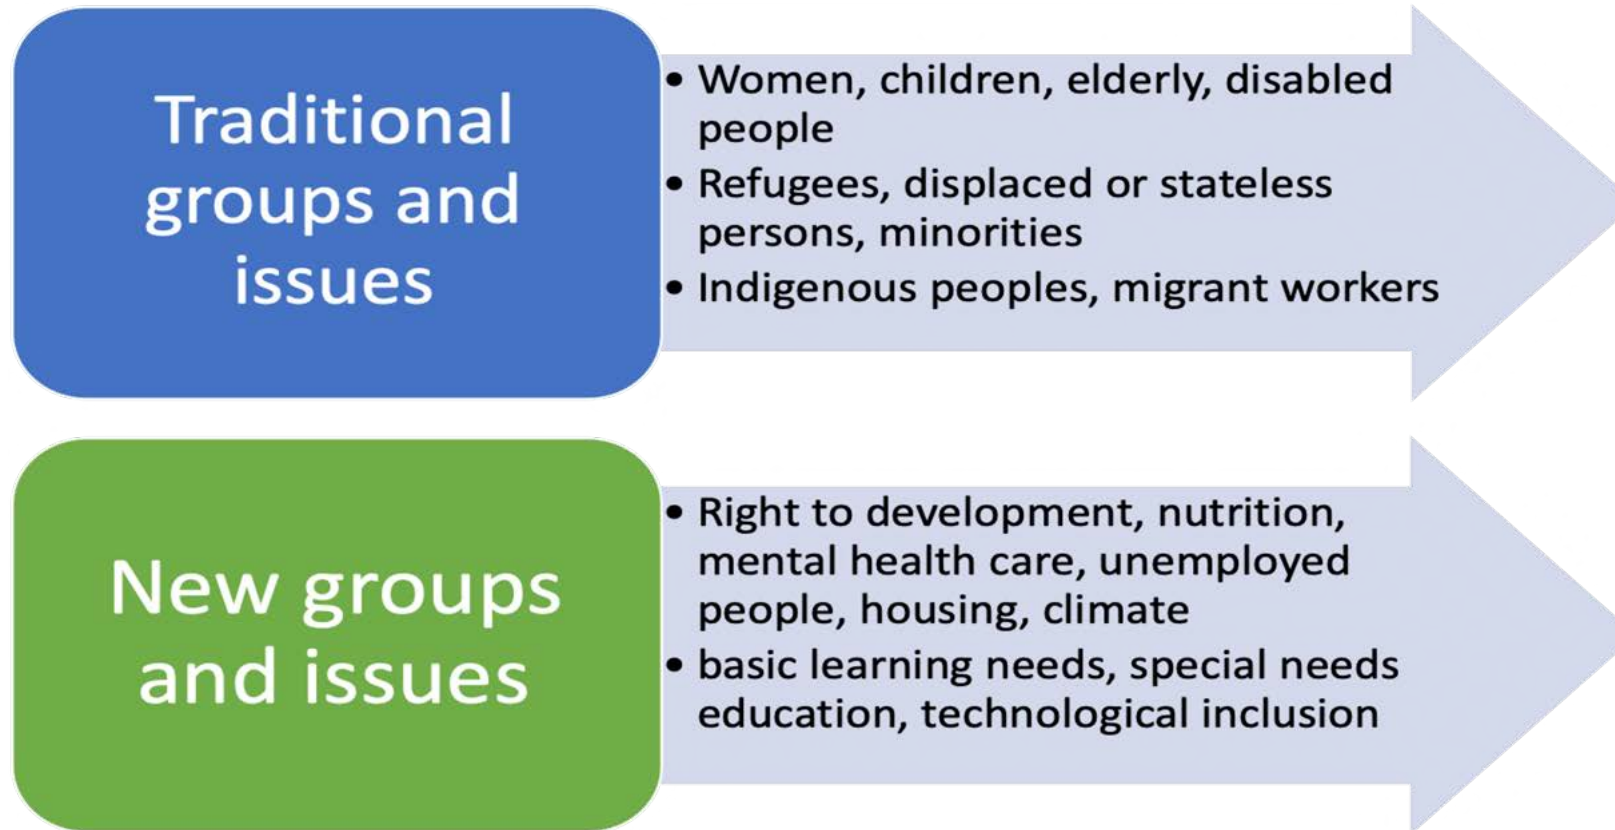 Traditional
groups and
issues
• Women, children, elderly, disabled
people
• Refugees, displaced or stateless
persons, minorities
• Indigenous peoples, migrant workers
New groups
and issues
• Right to development, nutrition,
mental health care, unemployed
people, housing, climate
• basic learning needs, special needs
education, technological inclusion